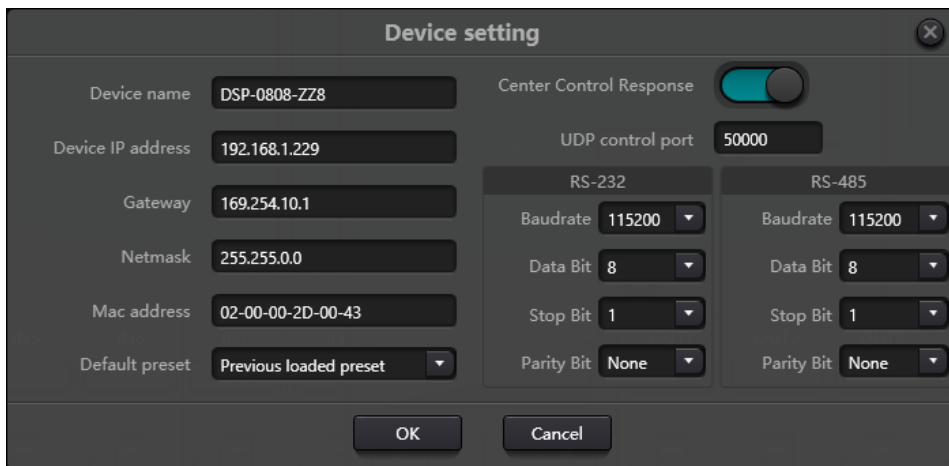 Device setting
Device name DSP-0808-ZZ8
Device IP address 192.168.1.229
Gateway 169.254.10.1
Netmask 255.255.0.0
Mac address 02-00-00-2D-00-43
Default preset Previous loaded preset
Center Control Response
UDP control port 50000
RS-232
Baudrate 115200
Data Bit 8
Stop Bit 1
Parity Bit None
RS-485
Baudrate 115200
Data Bit 8
Stop Bit 1
Parity Bit None
OK
Cancel